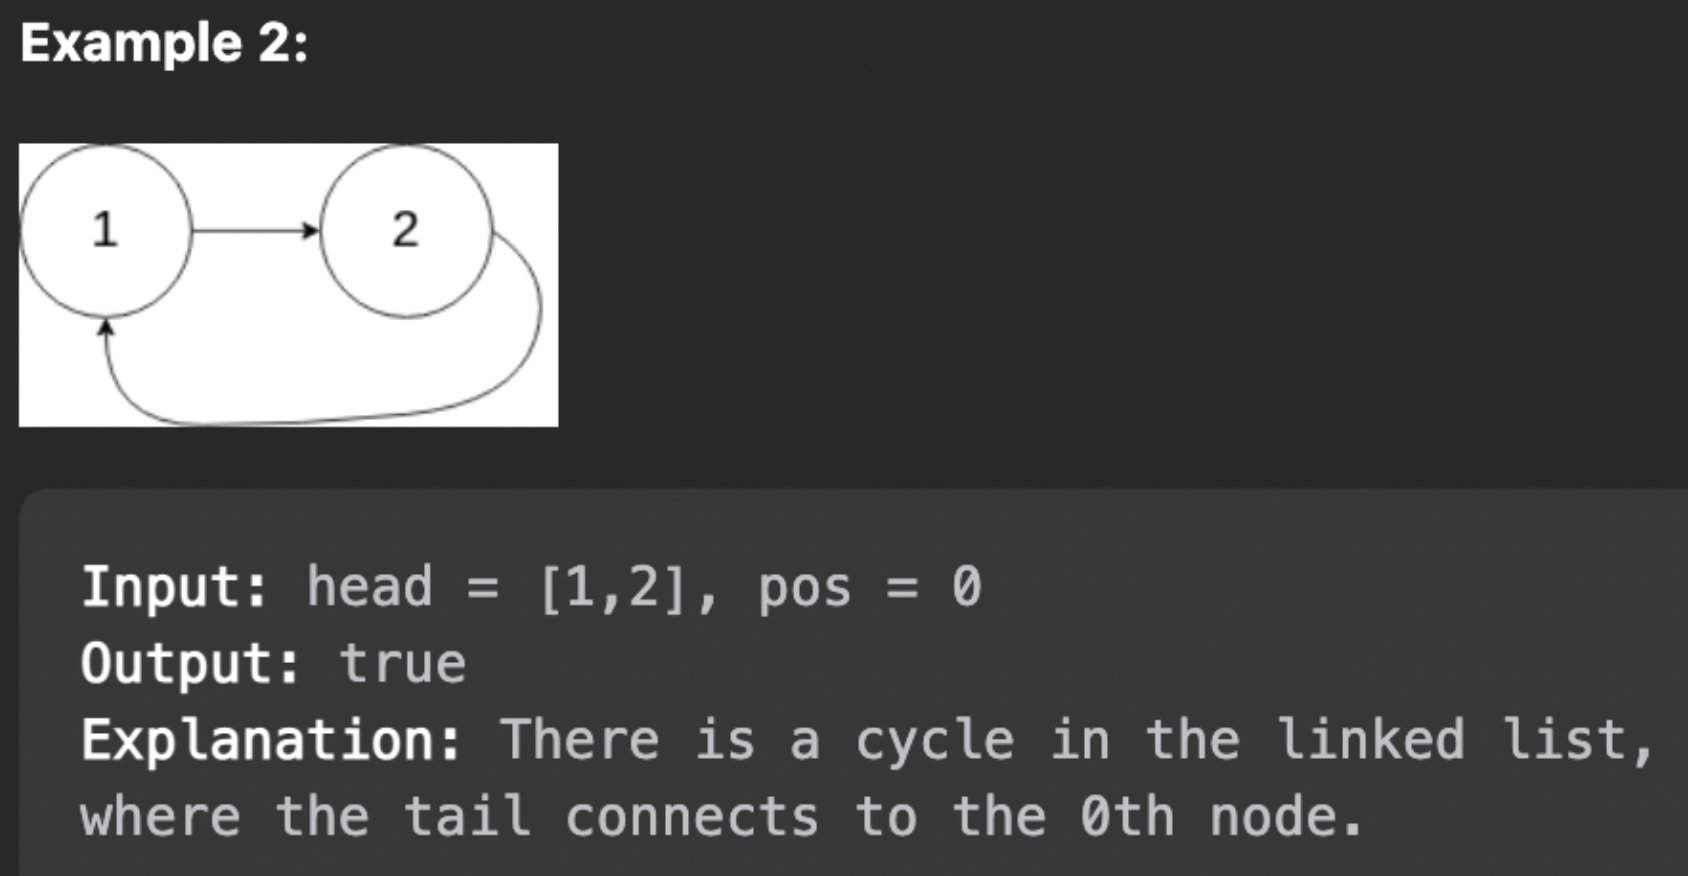 Example 2:
1
2
Input: head = [1,2], pos = 0
Output: true
Explanation: There is a cycle in the linked list,
where the tail connects to the 0th node.